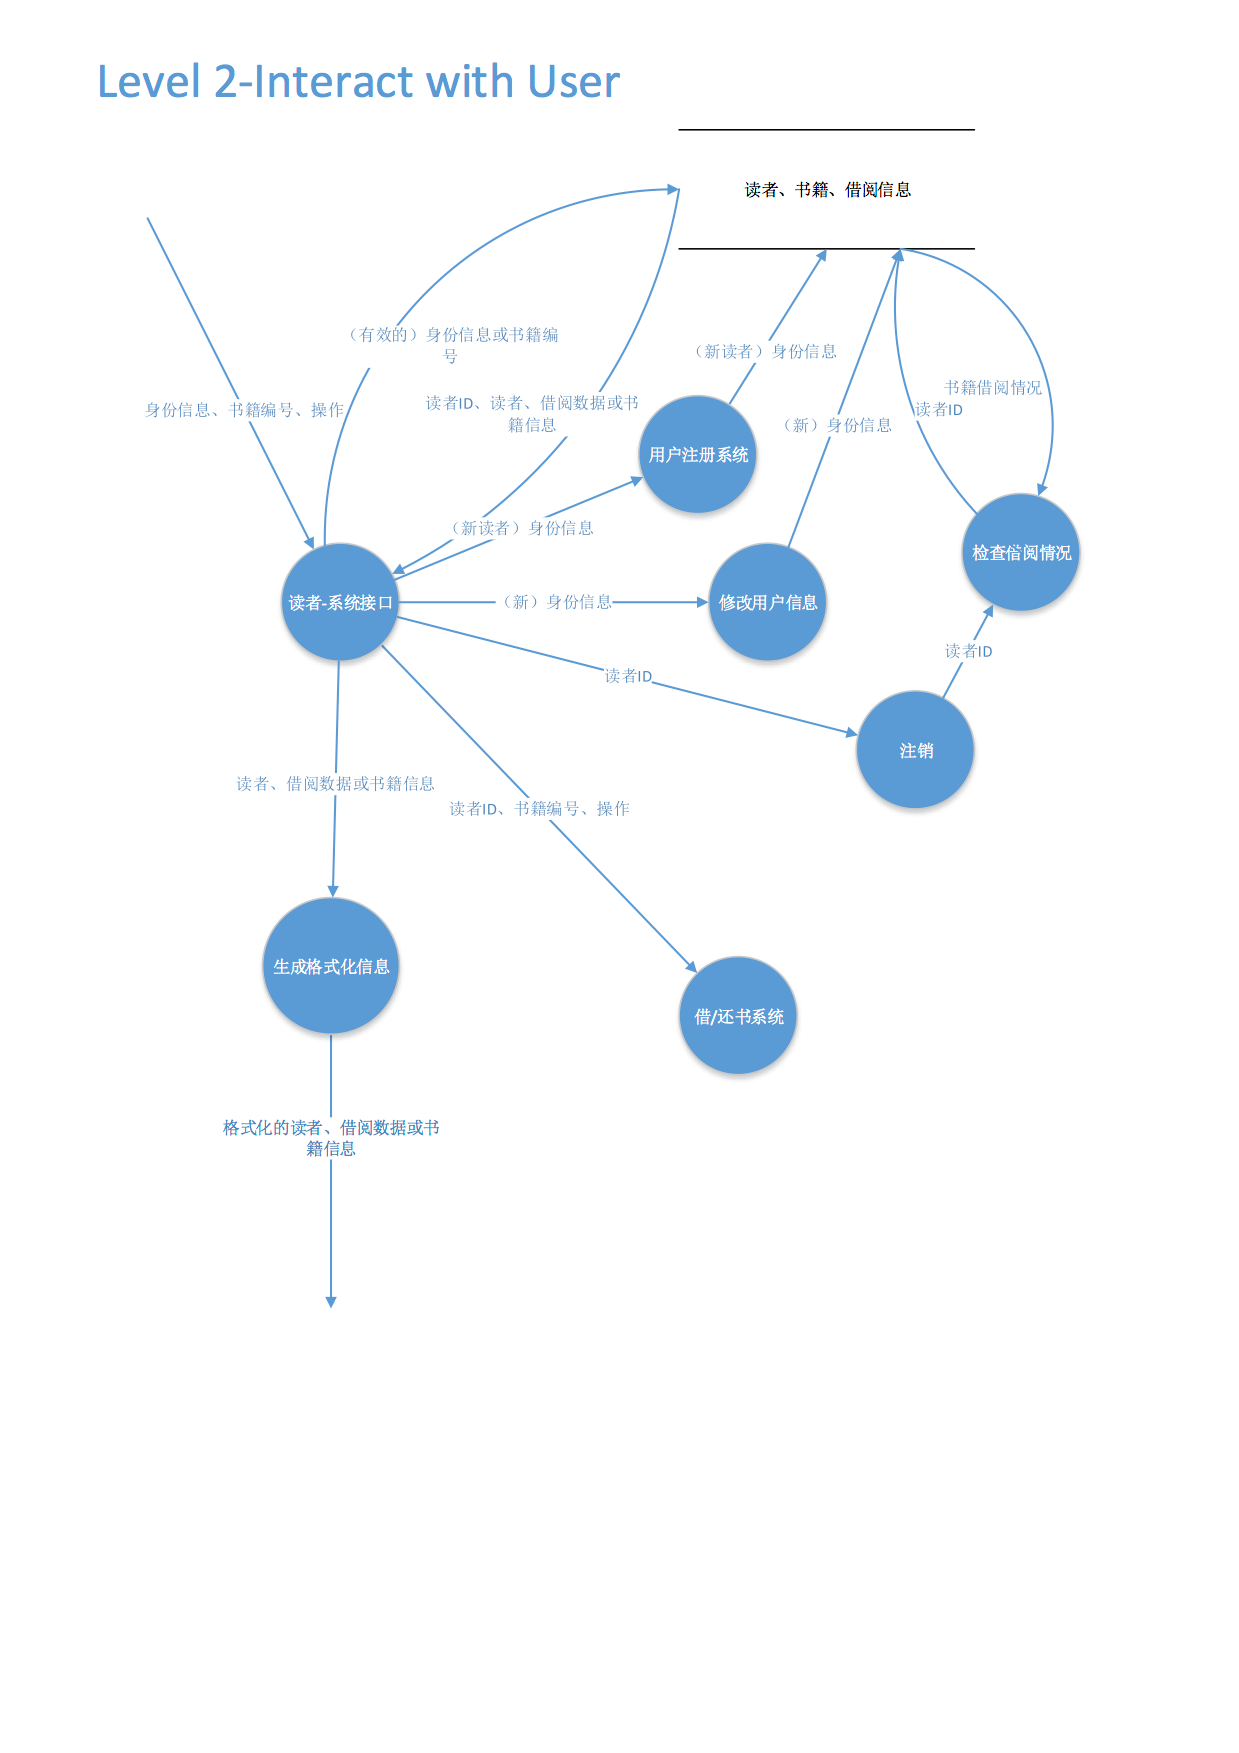 Level 2-Interact with User
读者、书籍、借阅信息
（有效的）身份信息或书籍编
号
（新读者）身份信息
书籍借阅情况
读者ID
身份信息、书籍编号、操作
读者ID、读者、借阅数据或书
籍信息
（新）身份信息
用户注册系统
（新读者）身份信息
检查借阅情况
读者-系统接口
（新）身份信息
修改用户信息
读者ID
读者ID
注销
读者、借阅数据或书籍信息
读者ID、书籍编号、操作
生成格式化信息
借/还书系统
格式化的读者、借阅数据或书
籍信息